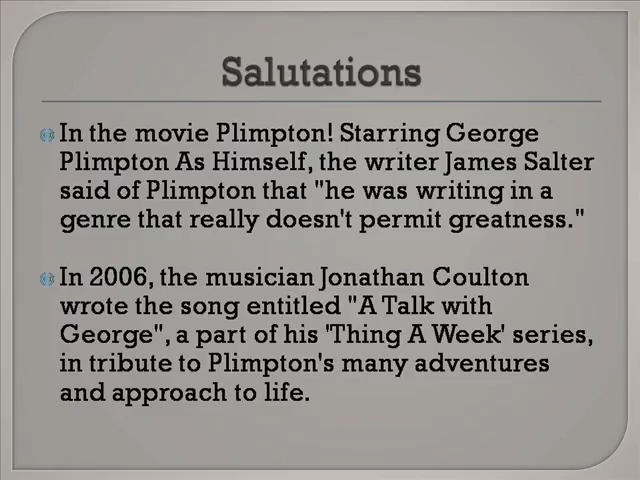 Salutations
In the movie Plimpton! Starring George
Plimpton As Himself, the writer James Salter
said of Plimpton that "he was writing in a
genre that really doesn't permit greatness."
In 2006, the musician Jonathan Coulton
wrote the song entitled "A Talk with
George", a part of his 'Thing A Week' series,
in tribute to Plimpton's many adventures
and approach to life.